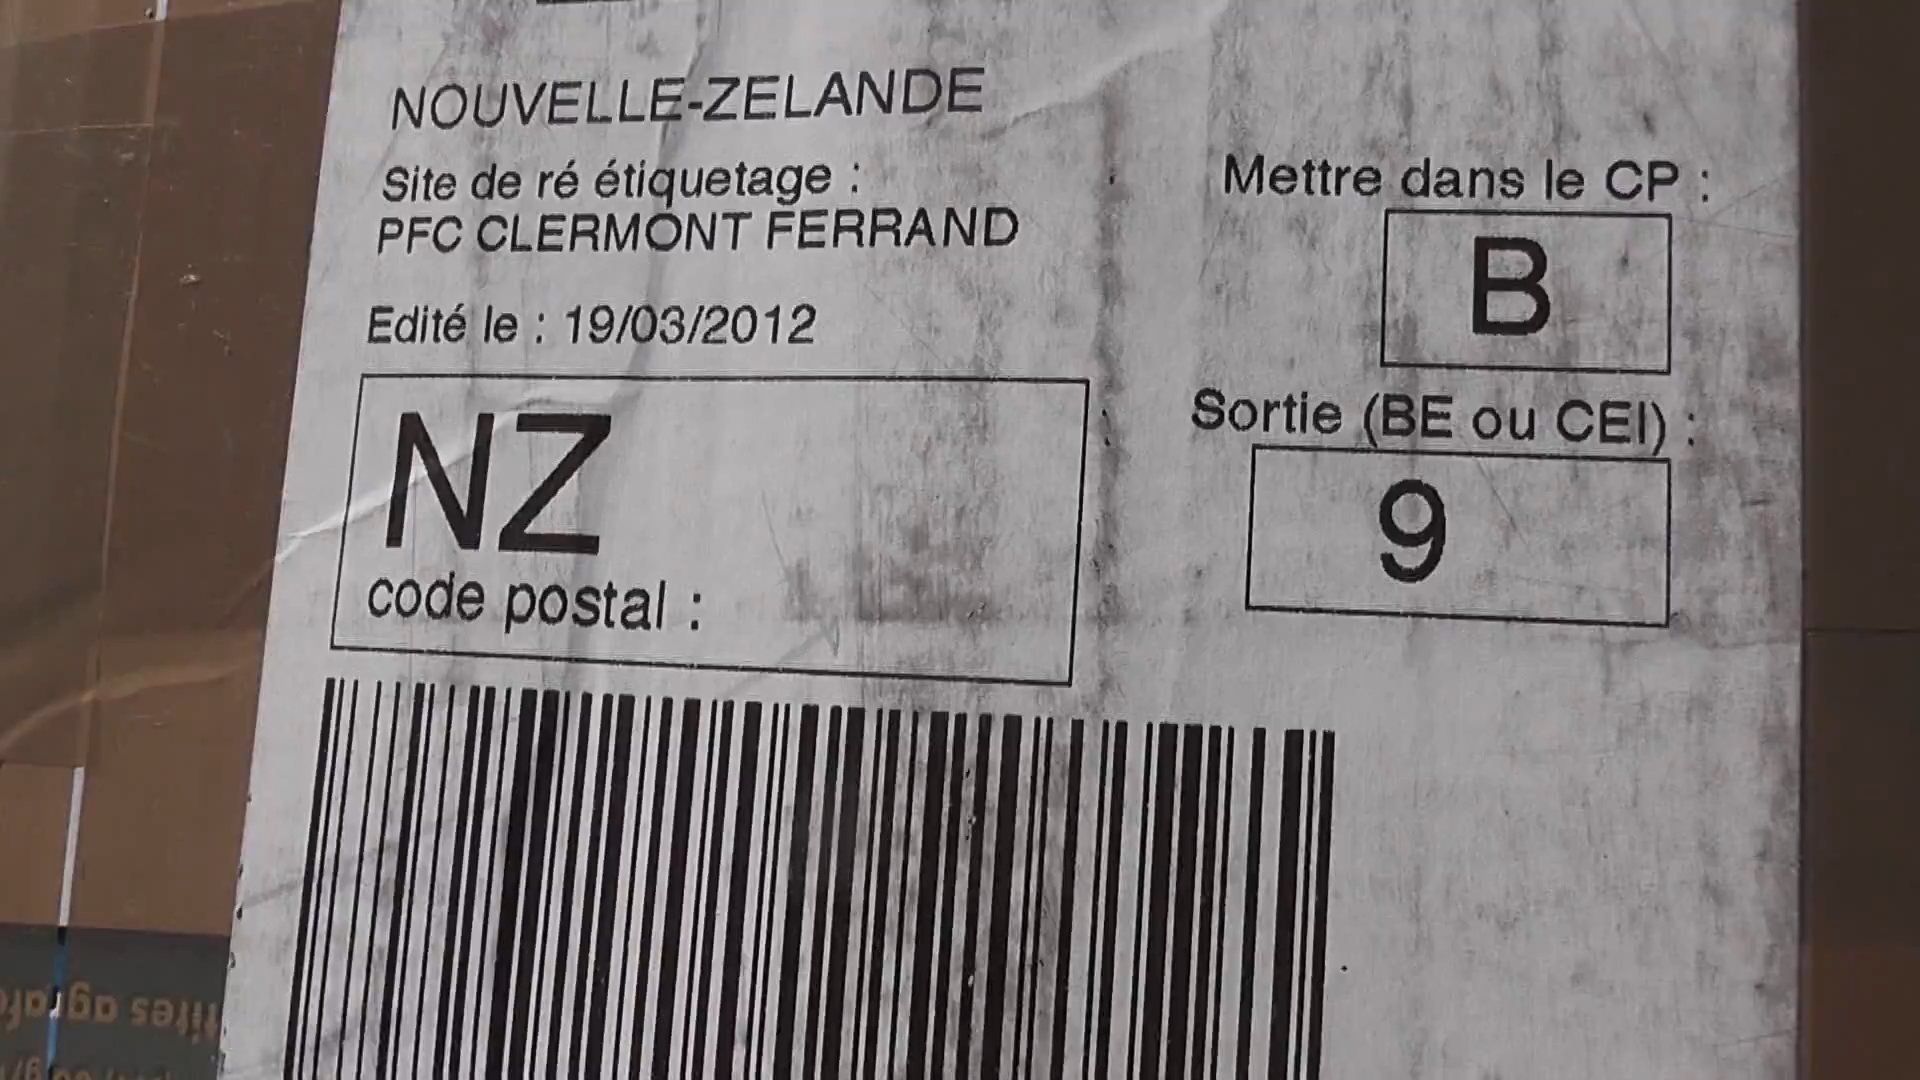 NOUVELLE-ZELANDE
Site de ré étiquetage :
PFC CLERMONT FERRAND
Edité le : 19/03/2012
NZ
code postal :
Mettre dans le CP :
B
Sortie (BE ou CEI) :
9